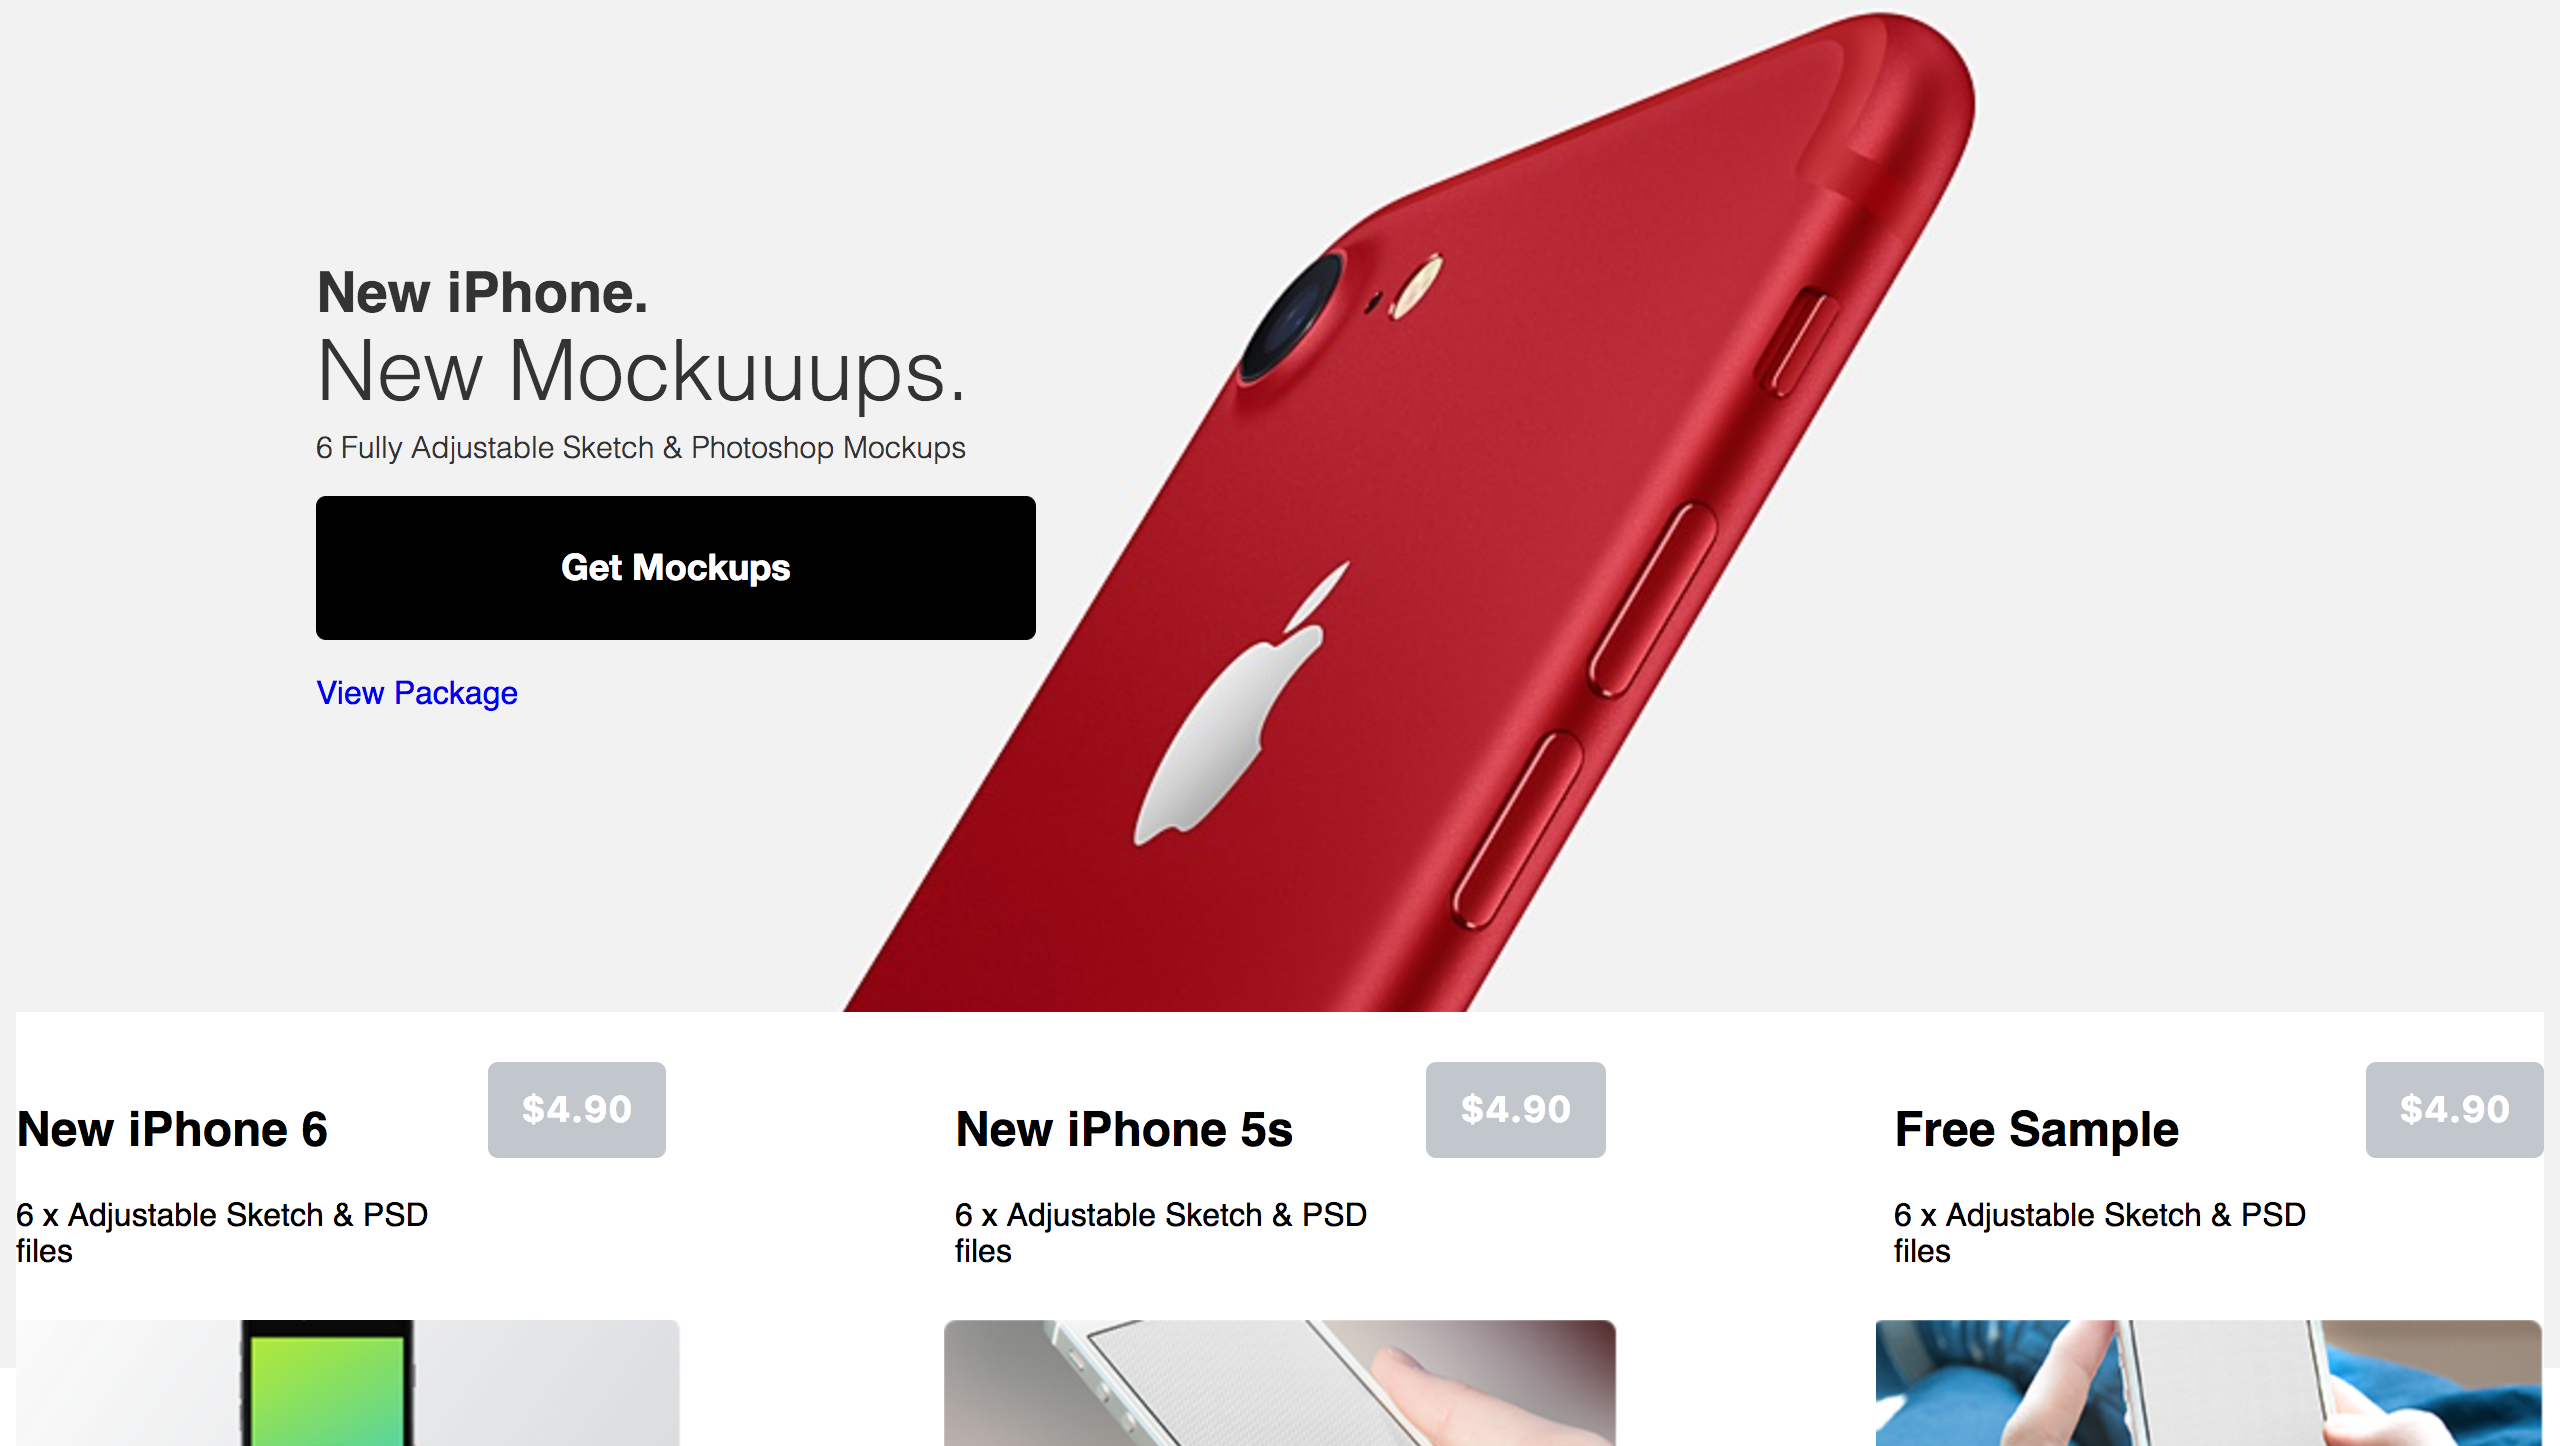 New iPhone.
New Mockuuups.
6 Fully Adjustable Sketch & Photoshop Mockups
Get Mockups
View Package
New iPhone 6
$4.90
6 x Adjustable Sketch & PSD
files
New iPhone 5s
$4.90
6 x Adjustable Sketch & PSD
files
Free Sample
$4.90
6 x Adjustable Sketch & PSD
files